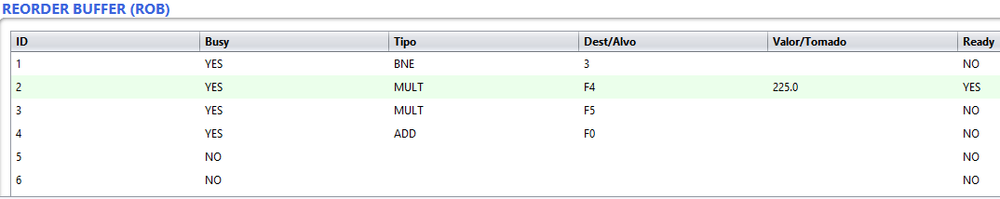 REORDER BUFFER (ROB)
ID Busy Tipo Dest/Alvo Valor/Tomado Ready
1 YES BNE 3 NO
2 YES MULT F4 225.0 YES
3 YES MULT F5 NO
4 YES ADD F0 NO
5 NO NO
6 NO NO